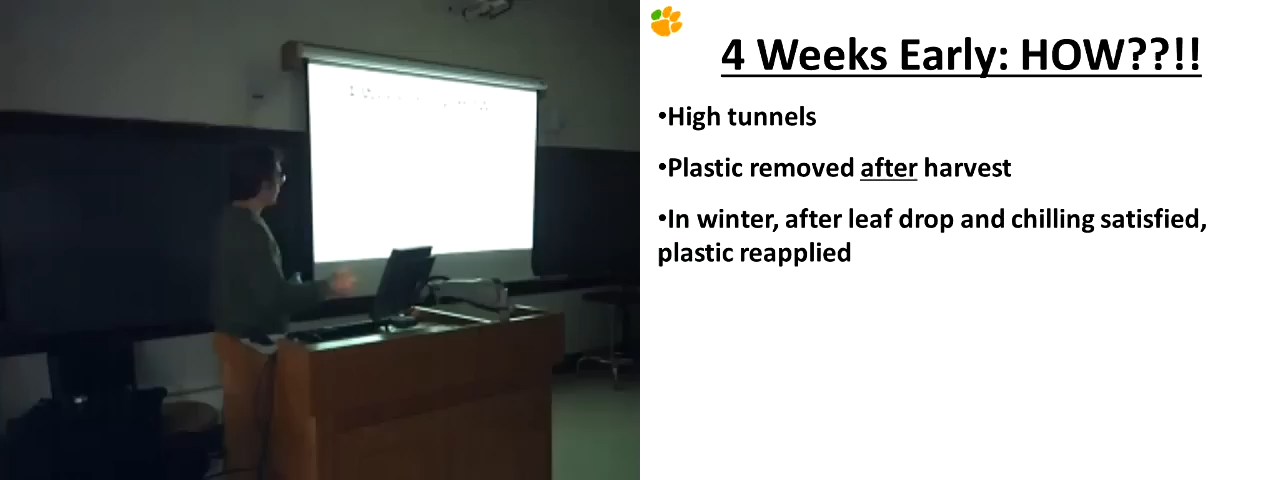 4 Weeks Early: HOW??!!
•High tunnels
•Plastic removed after harvest
•In winter, after leaf drop and chilling satisfied,
plastic reapplied